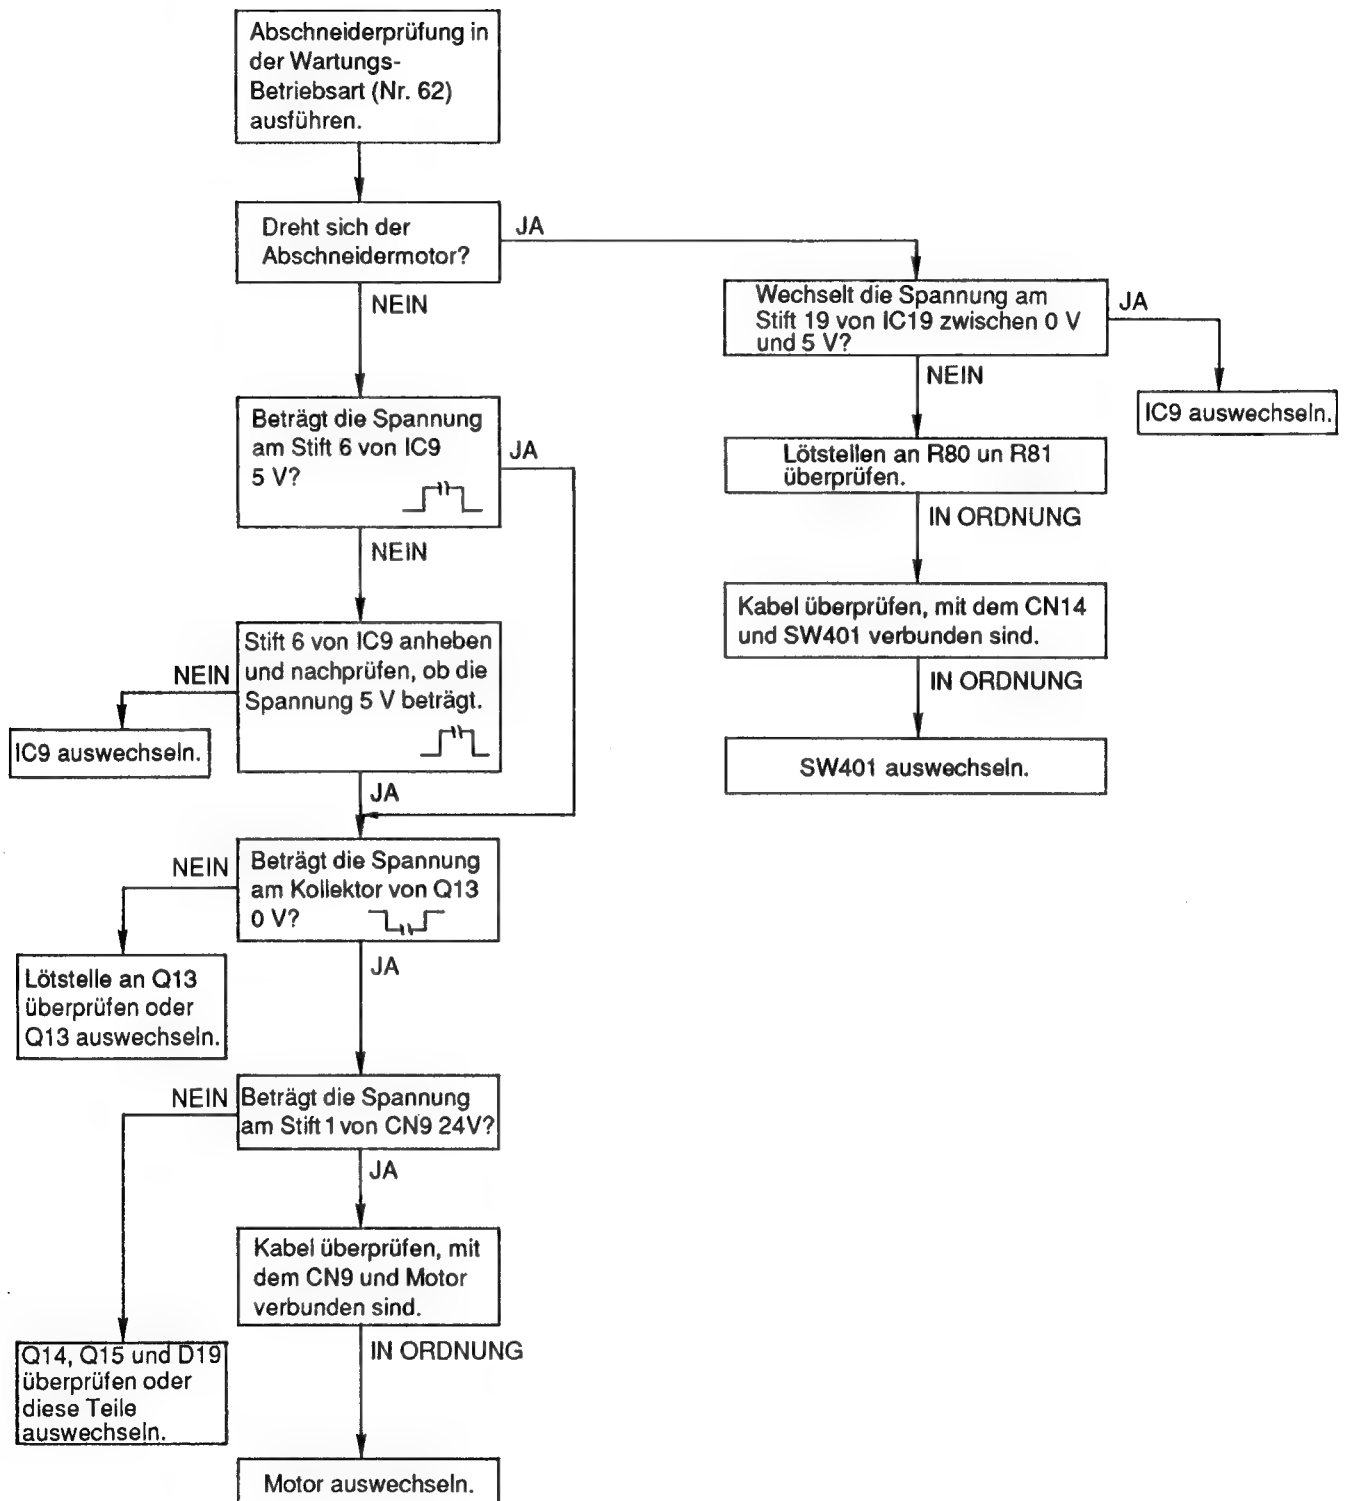 Abschneiderprüfung in
der Wartungs-
Betriebsart (Nr. 62)
ausführen.
Dreht sich der
Abschneidermotor?
JA
NEIN
Wechselt die Spannung am
Stift 19 von IC19 zwischen 0 V
und 5 V?
JA
NEIN
IC9 auswechseln.
Lötstellen an R80 un R81
überprüfen.
IN ORDNUNG
Kabel überprüfen, mit dem CN14
und SW401 verbunden sind.
IN ORDNUNG
SW401 auswechseln.
Beträgt die Spannung
am Stift 6 von IC9
5 V?
JA
NEIN
Stift 6 von IC9 anheben
und nachprüfen, ob die
Spannung 5 V beträgt.
NEIN
IC9 auswechseln.
JA
Beträgt die Spannung
am Kollektor von Q13
0 V?
NEIN
Lötstelle an Q13
überprüfen oder
Q13 auswechseln.
JA
Beträgt die Spannung
am Stift 1 von CN9 24V?
NEIN
JA
Kabel überprüfen, mit
dem CN9 und Motor
verbunden sind.
Q14, Q15 und D19
überprüfen oder
diese Teile
auswechseln.
IN ORDNUNG
Motor auswechseln.